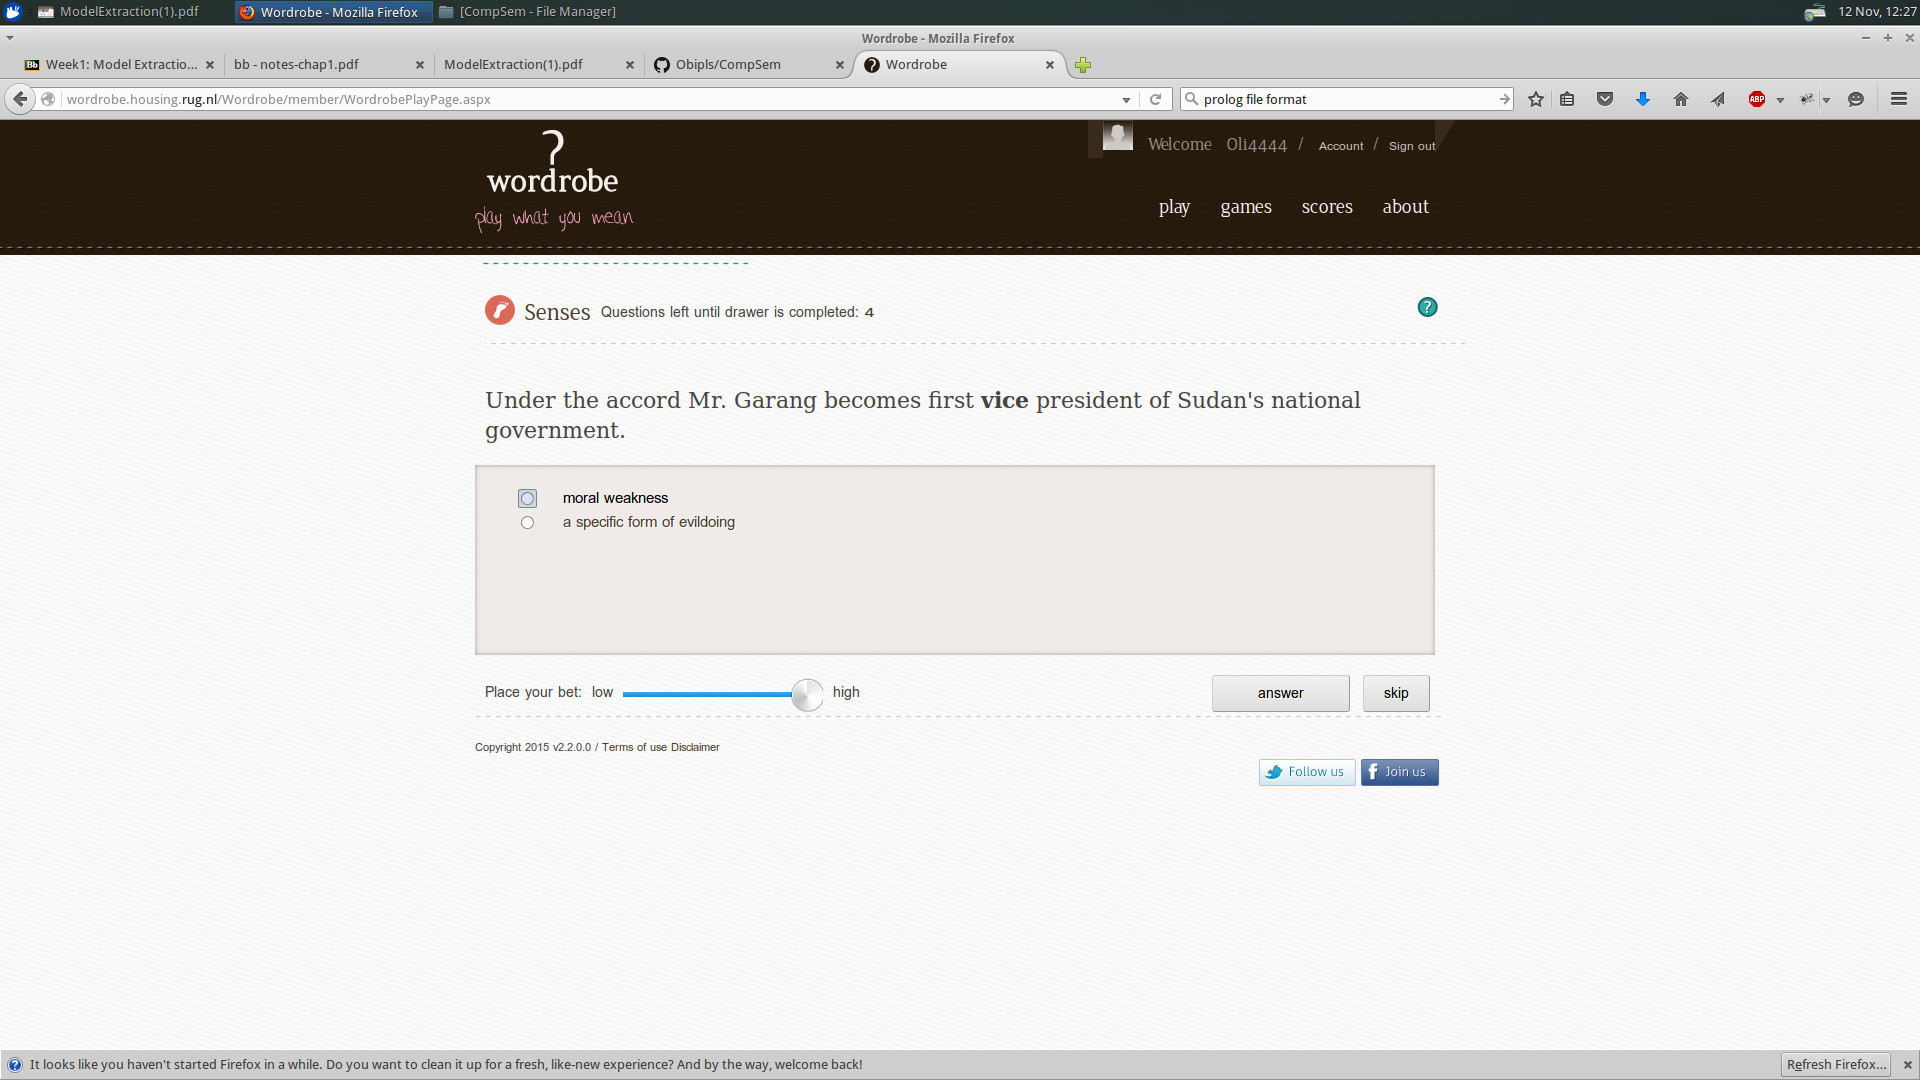 ModelExtraction(1).pdf
Wordrobe - Mozilla Firefox
[CompSem - File Manager]
12 Nov, 12:27
Wordrobe - Mozilla Firefox
Bb Week1: Model Extractio...
bb - notes-chap1.pdf
ModelExtraction(1).pdf
Obipls/CompSem
Wordrobe
wordrobe.housing.rug.nl/Wordrobe/member/WordrobePlayPage.aspx
prolog file format
ABP
Welcome Oli4444 / Account / Sign out
wordrobe
play what you mean
play games scores about
Senses Questions left until drawer is completed: 4
?
Under the accord Mr. Garang becomes first vice president of Sudan's national
government.
moral weakness
a specific form of evildoing
Place your bet: low high
answer
skip
Copyright 2015 v2.2.0.0 / Terms of use Disclaimer
Follow us
f Join us
? It looks like you haven't started Firefox in a while. Do you want to clean it up for a fresh, like-new experience? And by the way, welcome back!
Refresh Firefox...